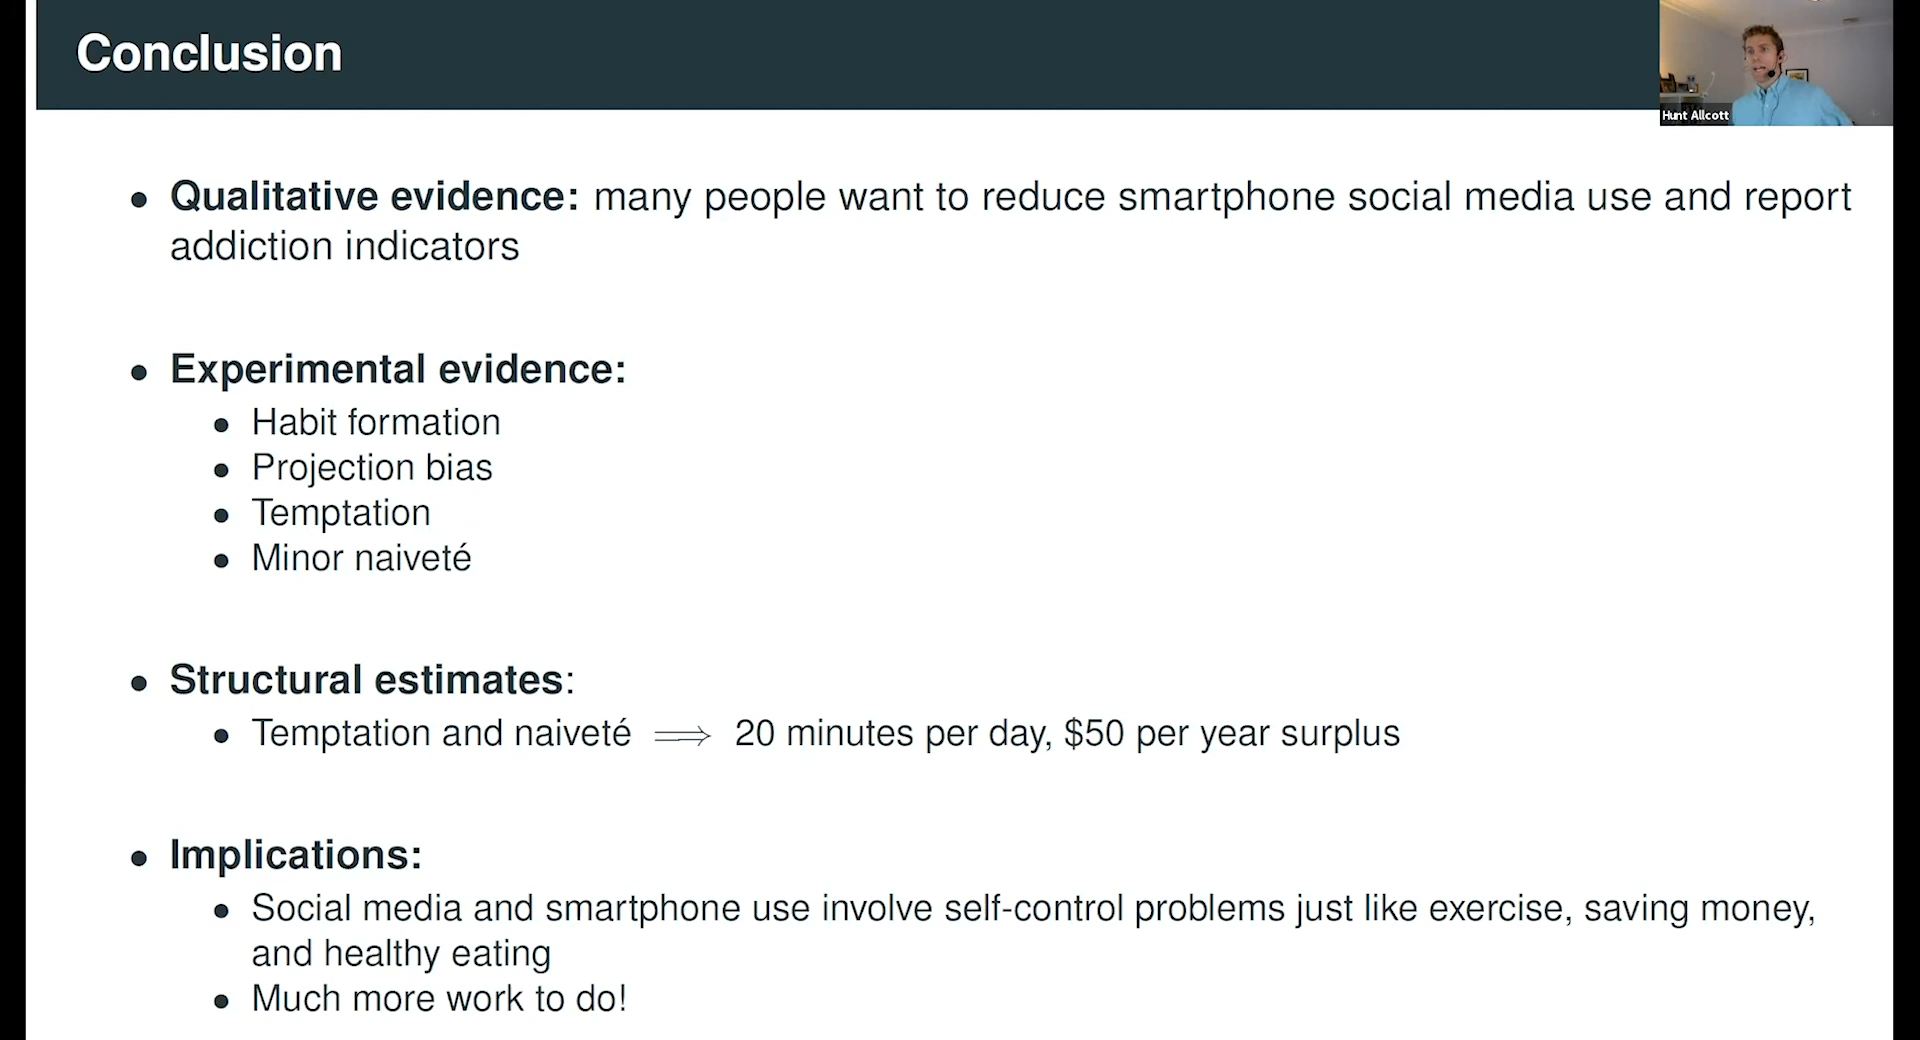 Conclusion
Hunt Allcott
• Qualitative evidence: many people want to reduce smartphone social media use and report
addiction indicators
• Experimental evidence:
• Habit formation
• Projection bias
• Temptation
• Minor naiveté
• Structural estimates:
• Temptation and naiveté ⟹ 20 minutes per day, $50 per year surplus
• Implications:
• Social media and smartphone use involve self-control problems just like exercise, saving money,
and healthy eating
• Much more work to do!